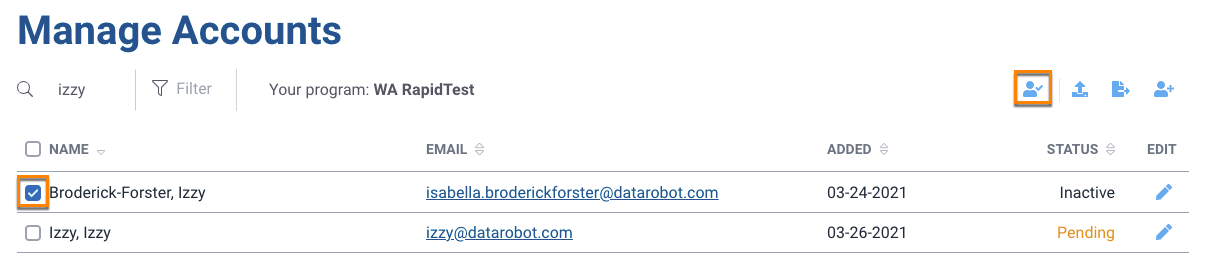 Manage Accounts
izzy Filter Your program: WA RapidTest
NAME EMAIL ADDED STATUS EDIT
Broderick-Forster, Izzy isabella.broderickforster@datarobot.com 03-24-2021 Inactive
Izzy, Izzy izzy@datarobot.com 03-26-2021 Pending